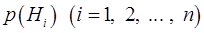 p(H_i) (i=1, 2, ... , n)